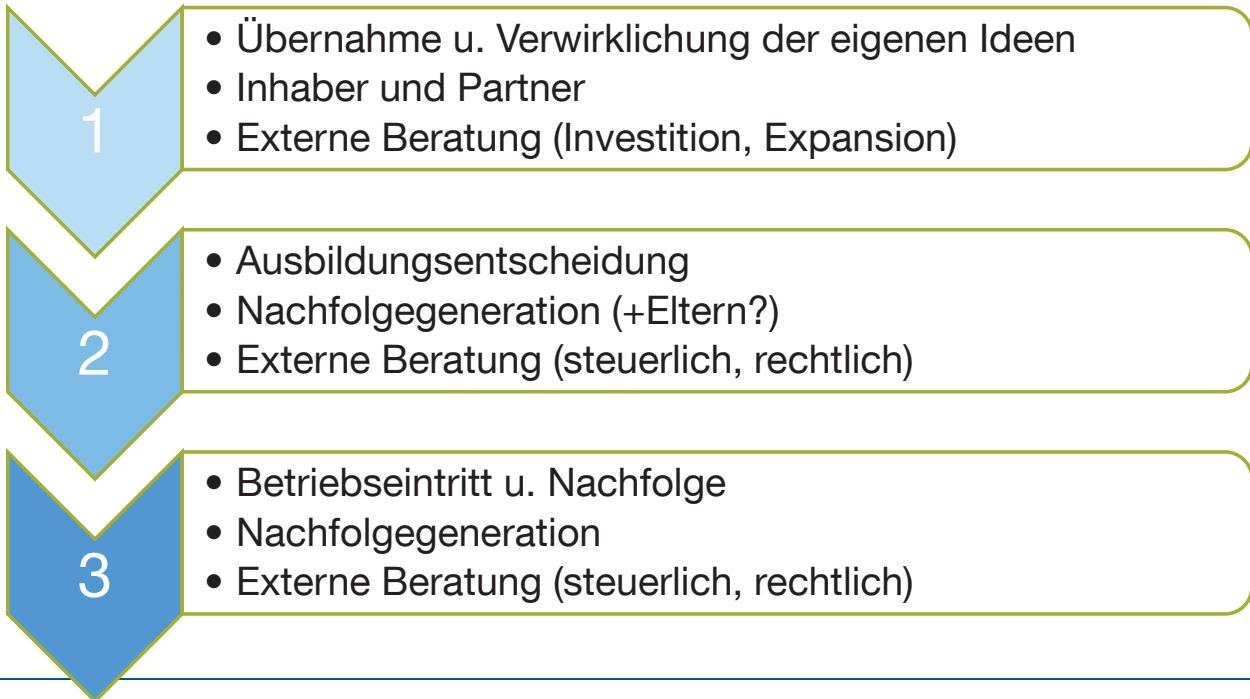 1
• Übernahme u. Verwirklichung der eigenen Ideen
• Inhaber und Partner
• Externe Beratung (Investition, Expansion)
2
• Ausbildungsentscheidung
• Nachfolgegeneration (+Eltern?)
• Externe Beratung (steuerlich, rechtlich)
3
• Betriebseintritt u. Nachfolge
• Nachfolgegeneration
• Externe Beratung (steuerlich, rechtlich)